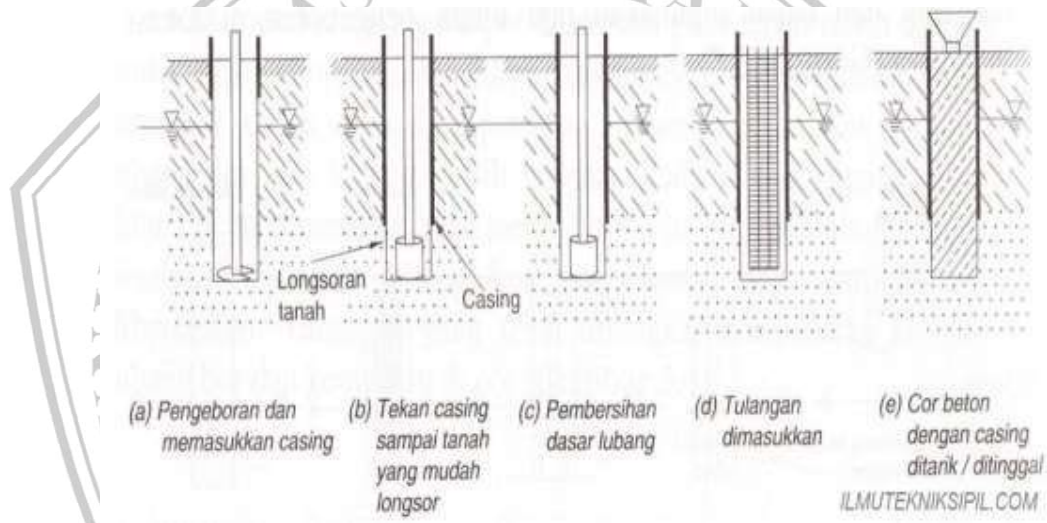 Longsoran
tanah
Casing
(a) Pengeboran dan
memasukkan casing
(b) Tekan casing
sampai tanah
yang mudah
longsor
(c) Pembersihan
dasar lubang
(d) Tulangan
dimasukkan
(e) Cor beton
dengan casing
ditarik / ditinggal
ILMUTEKNIKSIPIL.COM